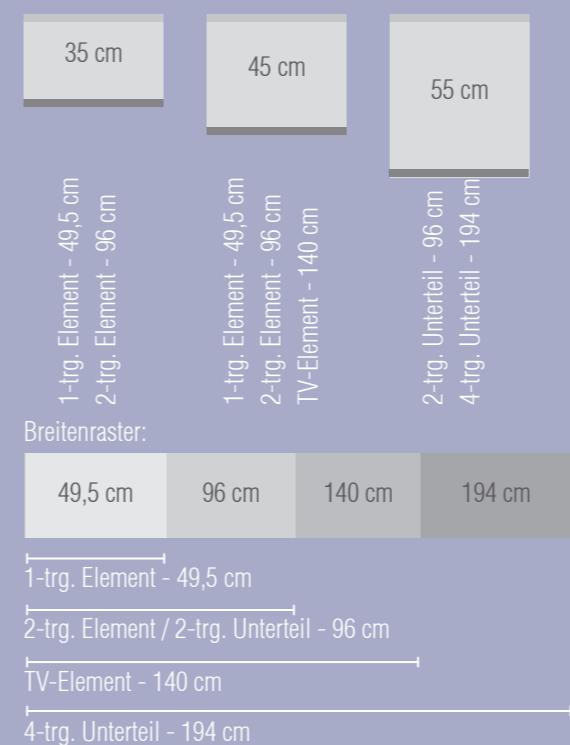 35 cm
45 cm
55 cm
1-trg. Element - 49,5 cm
2-trg. Element - 96 cm
1-trg. Element - 49,5 cm
2-trg. Element - 96 cm
TV-Element - 140 cm
2-trg. Unterteil - 96 cm
4-trg. Unterteil - 194 cm
Breitenraster:
49,5 cm
96 cm
140 cm
194 cm
1-trg. Element - 49,5 cm
2-trg. Element / 2-trg. Unterteil - 96 cm
TV-Element - 140 cm
4-trg. Unterteil - 194 cm